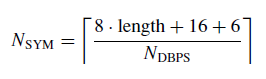 N_SYM = ⌈(8 · length + 16 + 6) / N_DBPS⌉